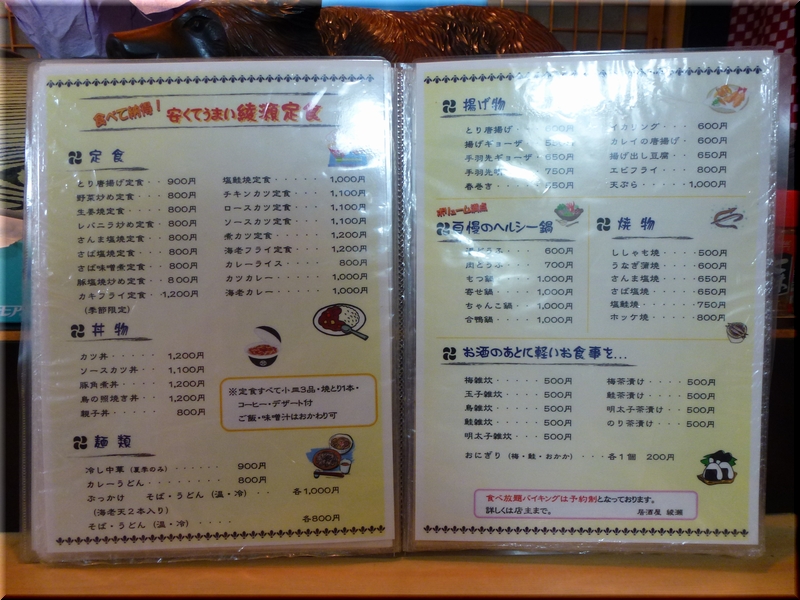 食べて納得！安くてうまい綾源定食
定食
とり唐揚げ定食・・900円
野菜炒め定食・・・800円
生姜焼定食・・・・800円
レバニラ炒め定食・800円
さんま塩焼定食・・800円
さば塩焼定食・・・800円
さば味噌煮定食・・800円
豚塩焼炒め定食・・800円
カキフライ定食・・1,200円
（季節限定）
塩鮭焼定食・・・・・1,000円
チキンカツ定食・・・・1,100円
ロースカツ定食・・・・1,100円
ソースカツ定食・・・・1,100円
煮カツ定食・・・・・1,200円
海老フライ定食・・・・1,200円
カレーライス・・・・・800円
カツカレー・・・・・1,000円
海老カレー・・・・・1,000円
丼物
カツ丼・・・・・1,200円
ソースカツ丼・・・1,100円
豚角煮丼・・・・1,200円
鳥の照焼き丼・・・1,200円
親子丼・・・・・800円
※定食すべて小皿3品・焼とり1本・
コーヒー・デザート付
ご飯・味噌汁はおかわり可
麺類
冷し中華（夏季のみ）・・・・・・900円
カレーうどん・・・・・・・・800円
ぶっかけ　そば・うどん（温・冷）・・・各1,000円
（海老天2本入り）
そば・うどん（温・冷）・・・・各800円
揚げ物
とり唐揚げ
揚げギョーザ
手羽先ギョーザ・650円
手羽先 750円
春巻き 650円
イカリング・・・600円
カレイの唐揚げ・・600円
揚げ出し豆腐・・650円
エビフライ・・・800円
天ぷら・・・・1,000円
ボリューム満点
自慢のヘルシー鍋
600円
肉どうふ・・・700円
もつ鍋・・・・1,000円
寄せ鍋・・・・1,000円
ちゃんこ鍋・・・1,000円
合鴨鍋・・・・1,000円
焼物
ししゃも焼・・・・500円
うなぎ蒲焼・・・・600円
さんま塩焼・・・・650円
さば塩焼・・・・・650円
塩鮭焼・・・・・750円
ホッケ焼・・・・・800円
お酒のあとに軽いお食事を…
梅雑炊・・・・・500円
玉子雑炊・・・・500円
鳥雑炊・・・・・500円
鮭雑炊・・・・・500円
明太子雑炊・・・500円
梅茶漬け・・・・500円
鮭茶漬け・・・・500円
明太子茶漬け・・・500円
のり茶漬け・・・・500円
おにぎり（梅・鮭・おかか）・・・各1個　200円
食べ放題バイキングは予約制となっております。
詳しくは店主まで。　居酒屋 綾瀬